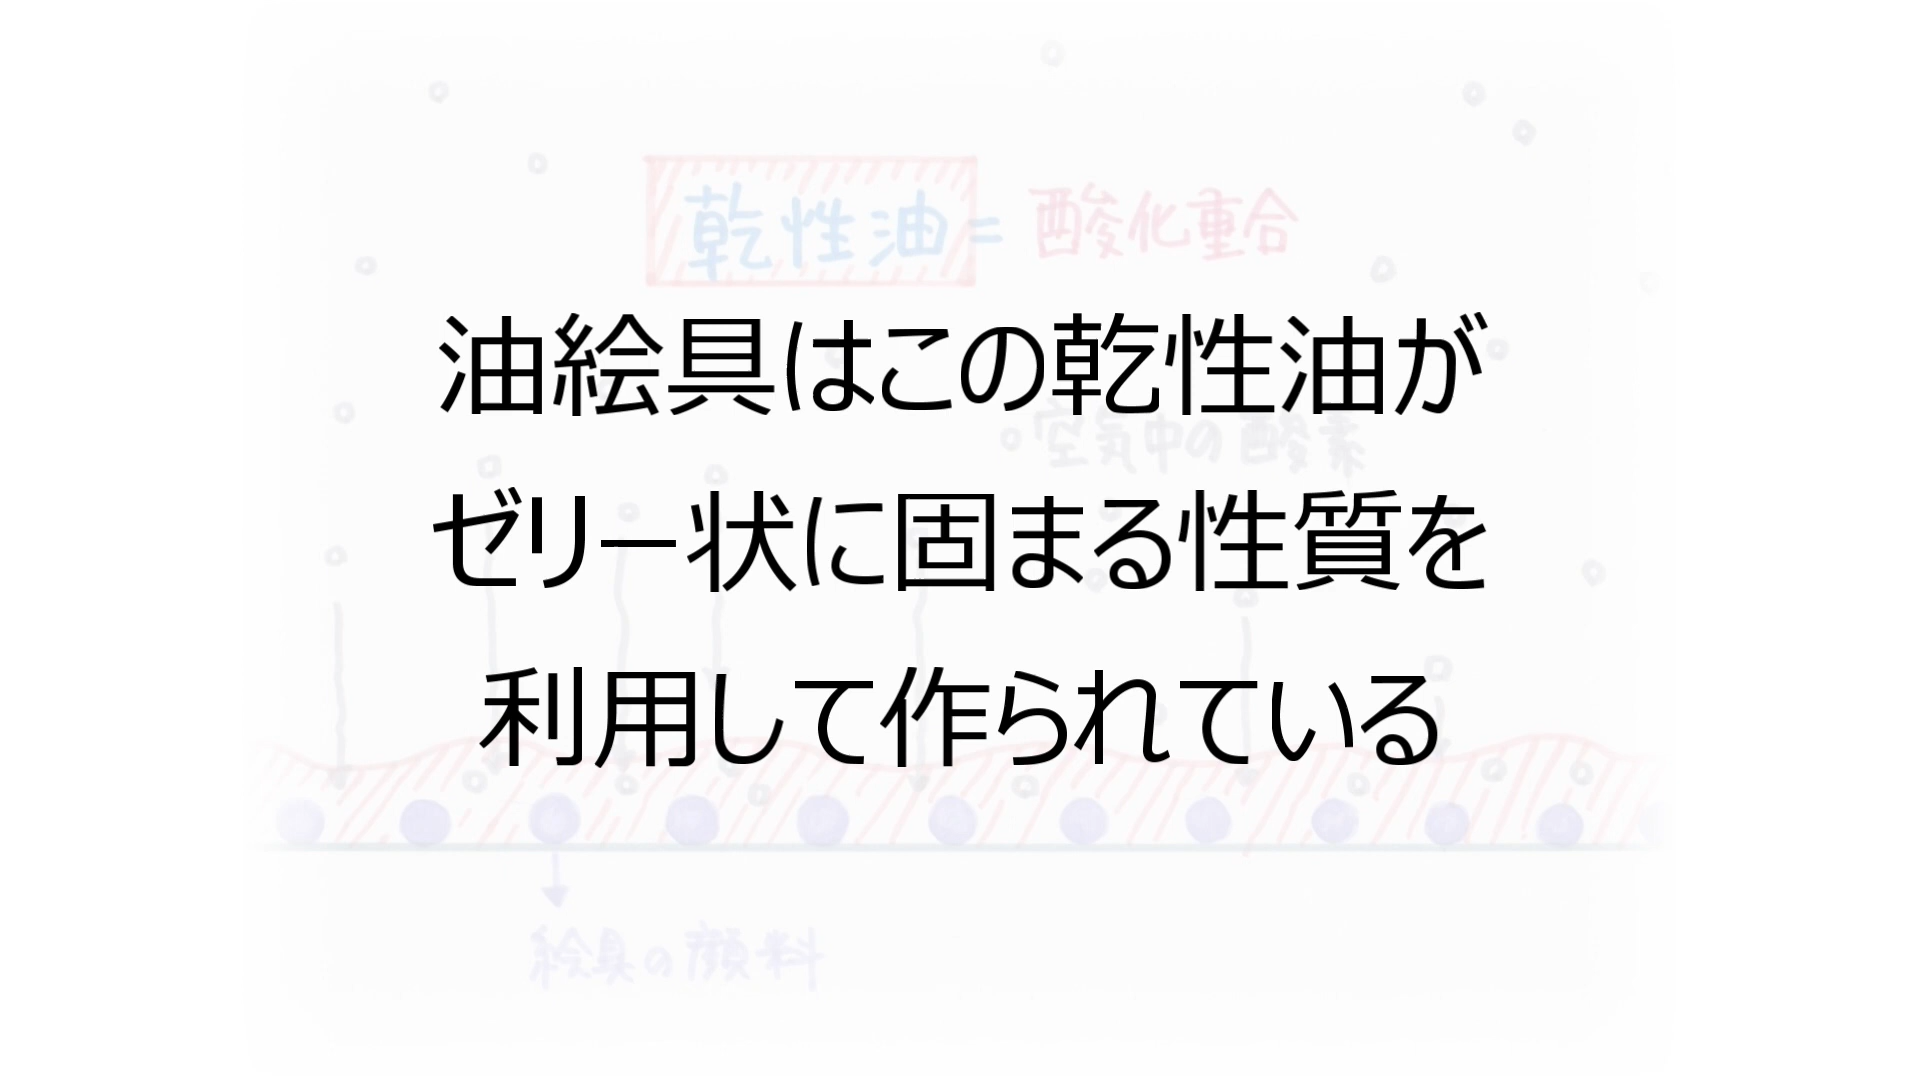 乾性油=酸化重合
油絵具はこの乾性油が
空気中の酸素
ゼリー状に固まる性質を
利用して作られている
絵具の顔料